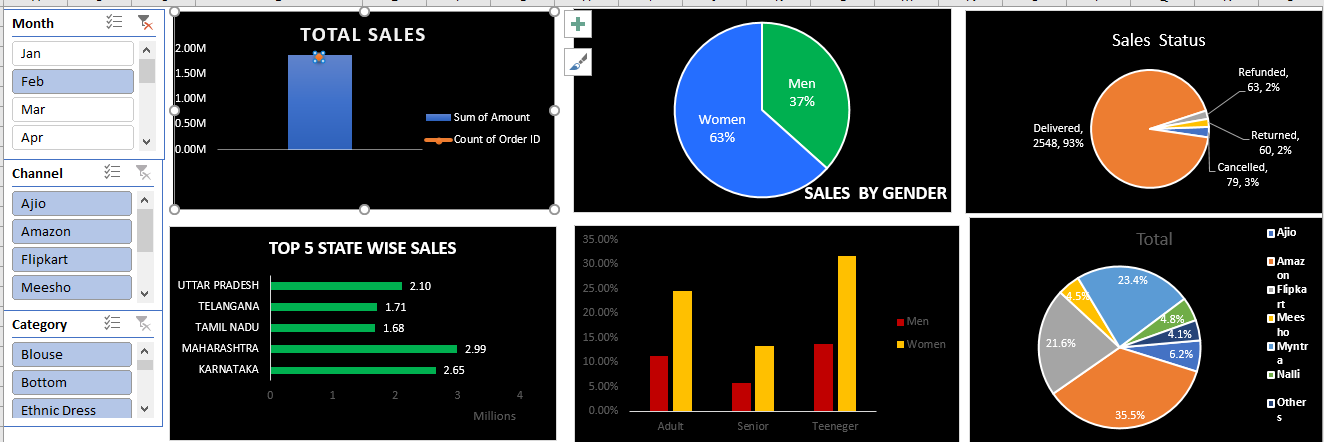 Month
Jan
Feb
Mar
Apr
Channel
Ajio
Amazon
Flipkart
Meesho
Category
Blouse
Bottom
Ethnic Dress
TOTAL SALES
2.00M
1.50M
1.00M
0.50M
0.00M
Sum of Amount
Count of Order ID
Men
37%
Women
63%
SALES BY GENDER
Sales Status
Refunded,
63, 2%
Delivered,
2548, 93%
Returned,
60, 2%
Cancelled,
79, 3%
TOP 5 STATE WISE SALES
UTTAR PRADESH
2.10
TELANGANA
1.71
TAMIL NADU
1.68
MAHARASHTRA
2.99
KARNATAKA
2.65
0 1 2 3 4
Millions
35.00%
30.00%
25.00%
20.00%
15.00%
10.00%
5.00%
0.00%
Adult Senior Teeneger
Men
Women
Total
23.4%
4.5%
4.8%
4.1%
21.6%
6.2%
35.5%
Ajio
Amaz
on
Flipka
rt
Mees
ho
Myntr
a
Nalli
Other
s